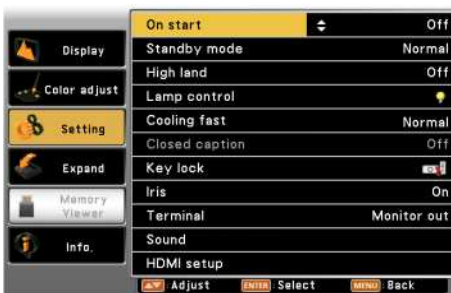 Display
Color adjust
Setting
Expand
Memory
Viewer
Info.
On start Off
Standby mode Normal
High land Off
Lamp control
Cooling fast Normal
Closed caption Off
Key lock
Iris On
Terminal Monitor out
Sound
HDMI setup
Adjust ENTER Select MENU Back